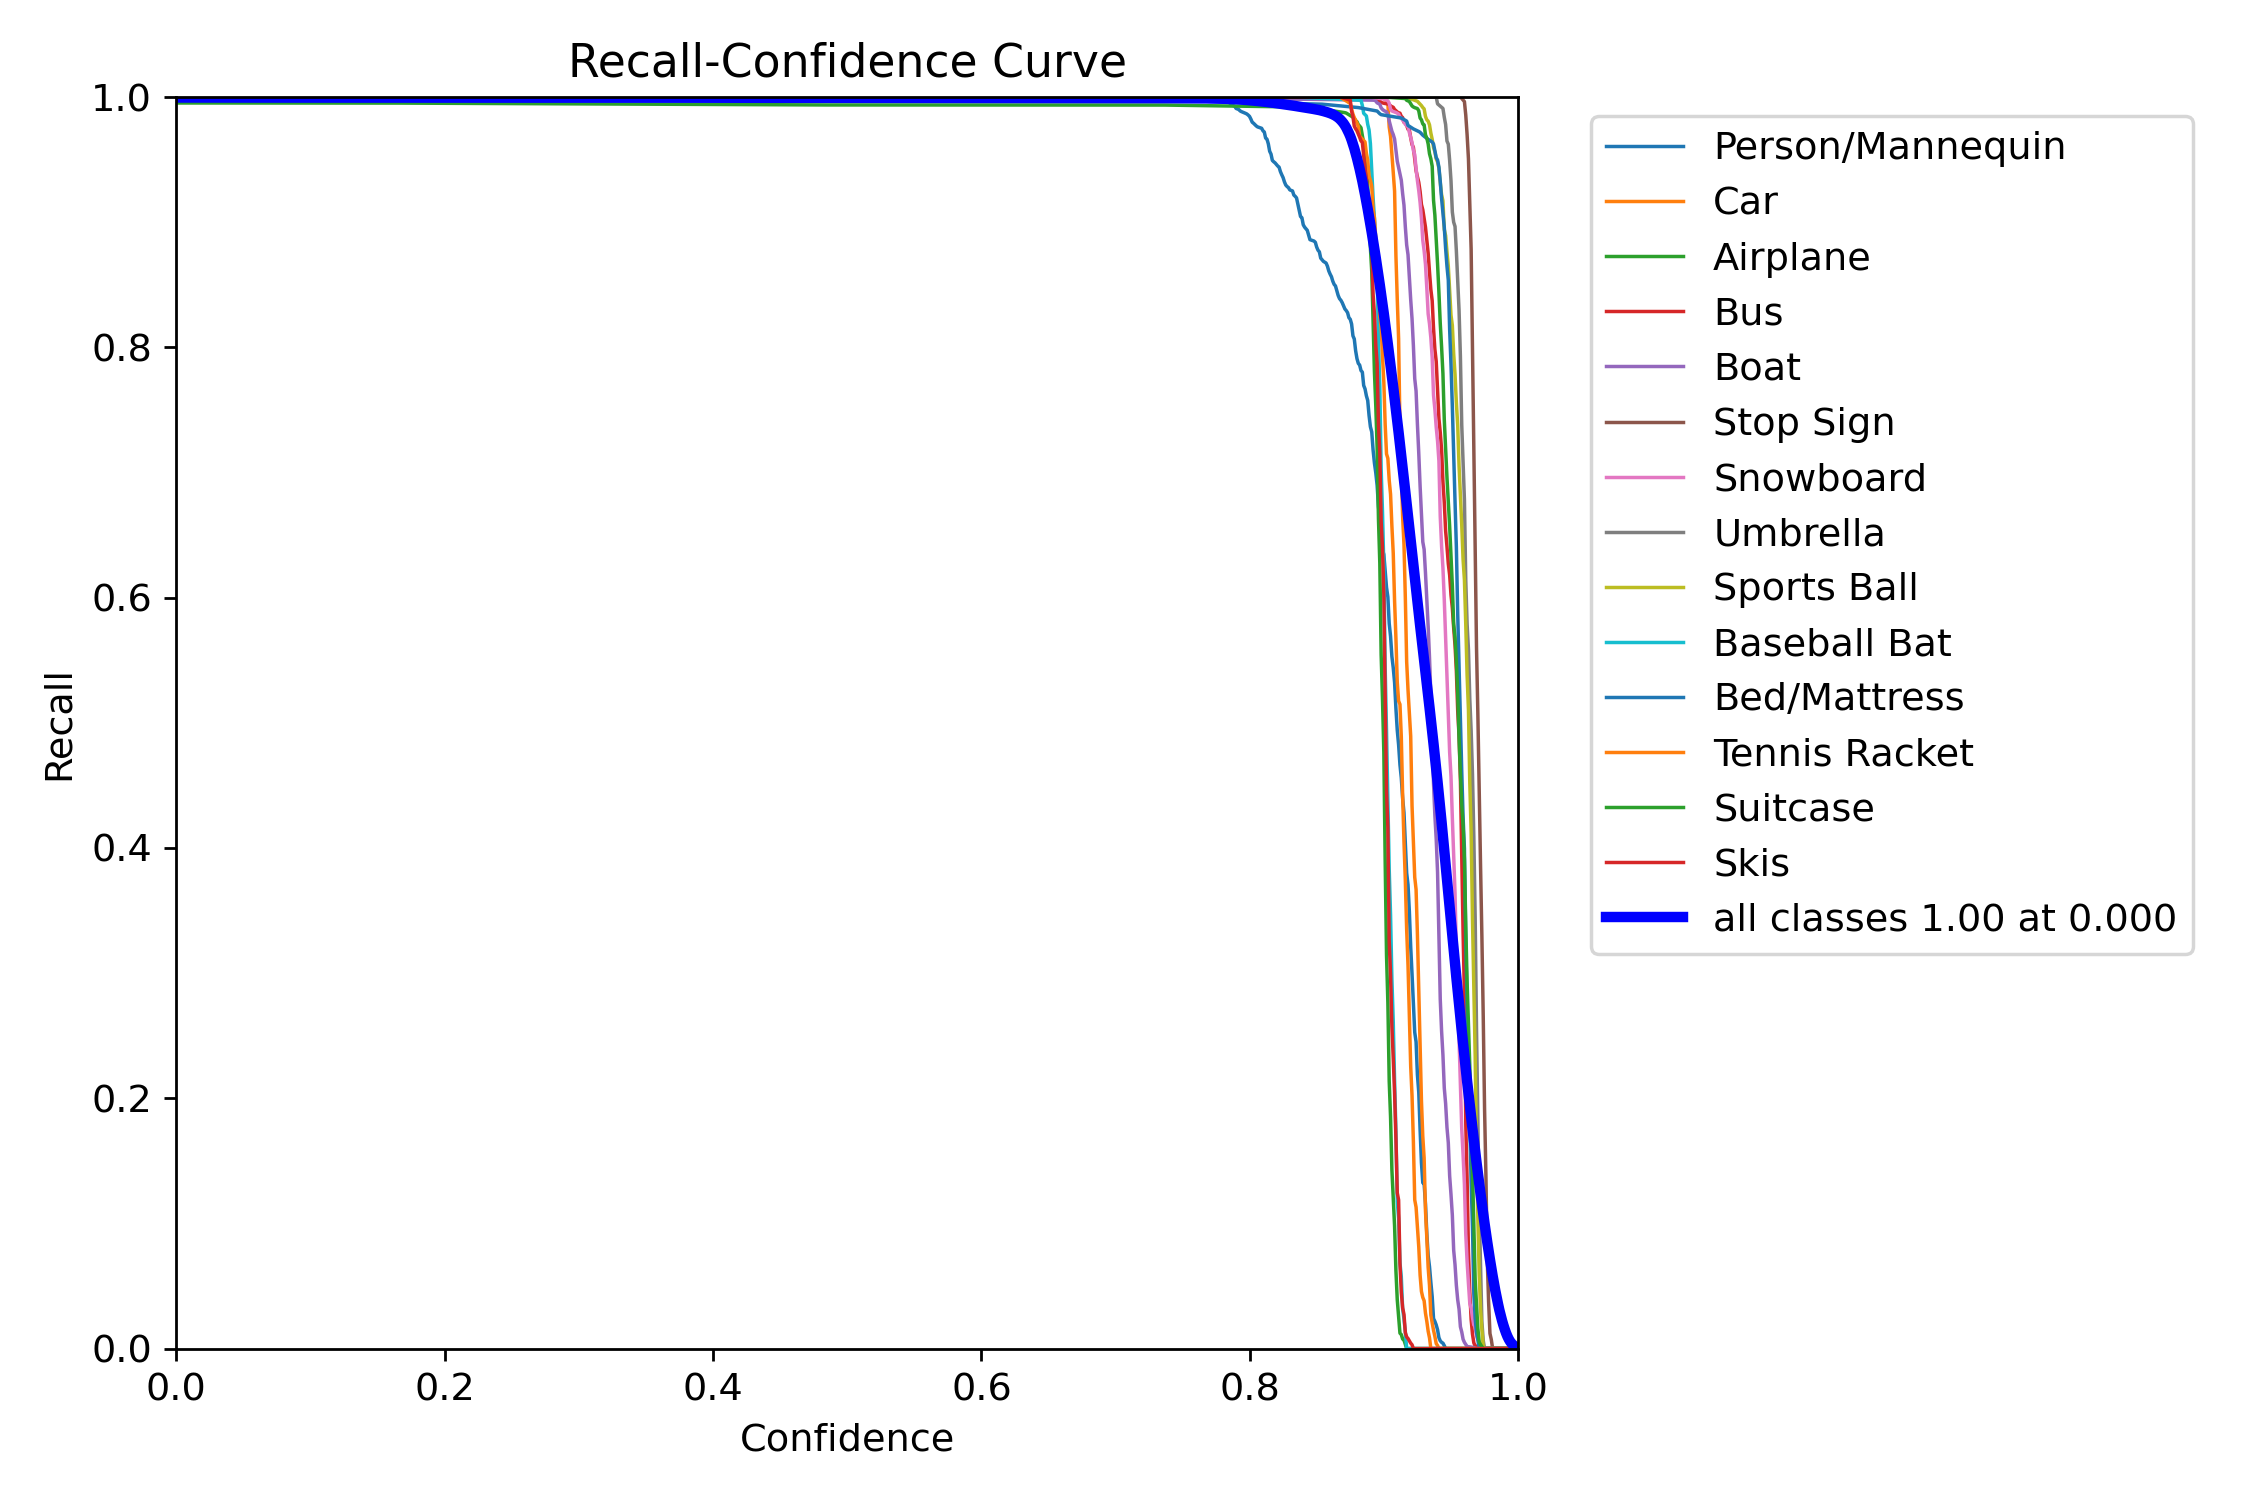 Recall-Confidence Curve
1.0
0.8
0.6
0.4
0.2
0.0
Recall
0.0 0.2 0.4 0.6 0.8 1.0
Confidence
Person/Mannequin
Car
Airplane
Bus
Boat
Stop Sign
Snowboard
Umbrella
Sports Ball
Baseball Bat
Bed/Mattress
Tennis Racket
Suitcase
Skis
all classes 1.00 at 0.000